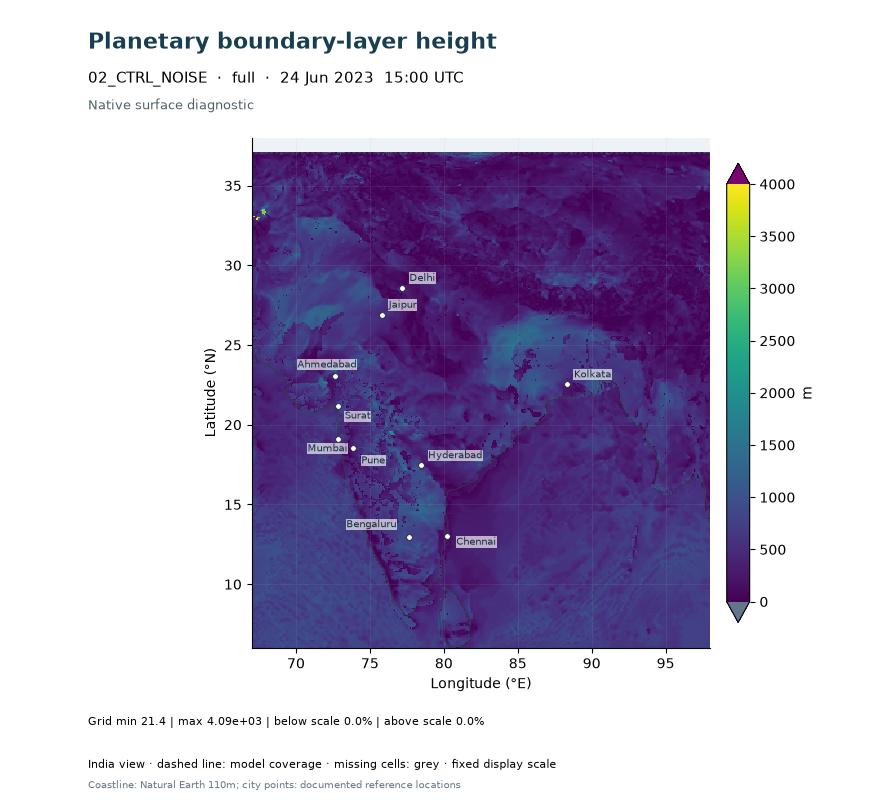 Planetary boundary-layer height
02_CTRL_NOISE · full · 24 Jun 2023 15:00 UTC
Native surface diagnostic
35
30
25
20
15
10
Latitude (°N)
Delhi
Jaipur
Ahmedabad
Kolkata
Surat
Mumbai
Pune
Hyderabad
Bengaluru
Chennai
70
75
80
85
90
95
Longitude (°E)
4000
3500
3000
2500
2000
1500
1000
500
0
m
Grid min 21.4 | max 4.09e+03 | below scale 0.0% | above scale 0.0%
India view · dashed line: model coverage · missing cells: grey · fixed display scale
Coastline: Natural Earth 110m; city points: documented reference locations